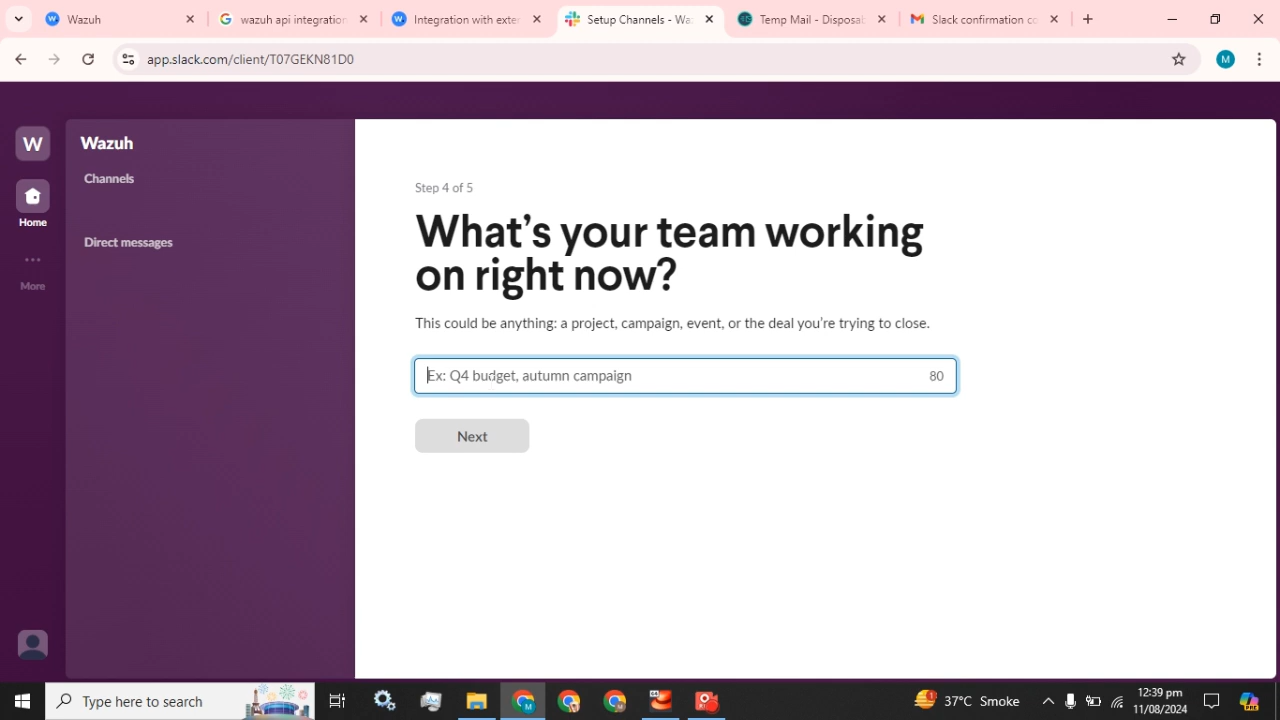 Wazuh
wazuh api integration
Integration with exter
Setup Channels - Wa
Temp Mail - Disposab
Slack confirmation co
app.slack.com/client/T07GEKN81D0
M
W
Home
More
Wazuh
Channels
Direct messages
Step 4 of 5
What's your team working
on right now?
This could be anything: a project, campaign, event, or the deal you're trying to close.
Ex: Q4 budget, autumn campaign
80
Next
Type here to search
37°C Smoke
12:39 pm
11/08/2024